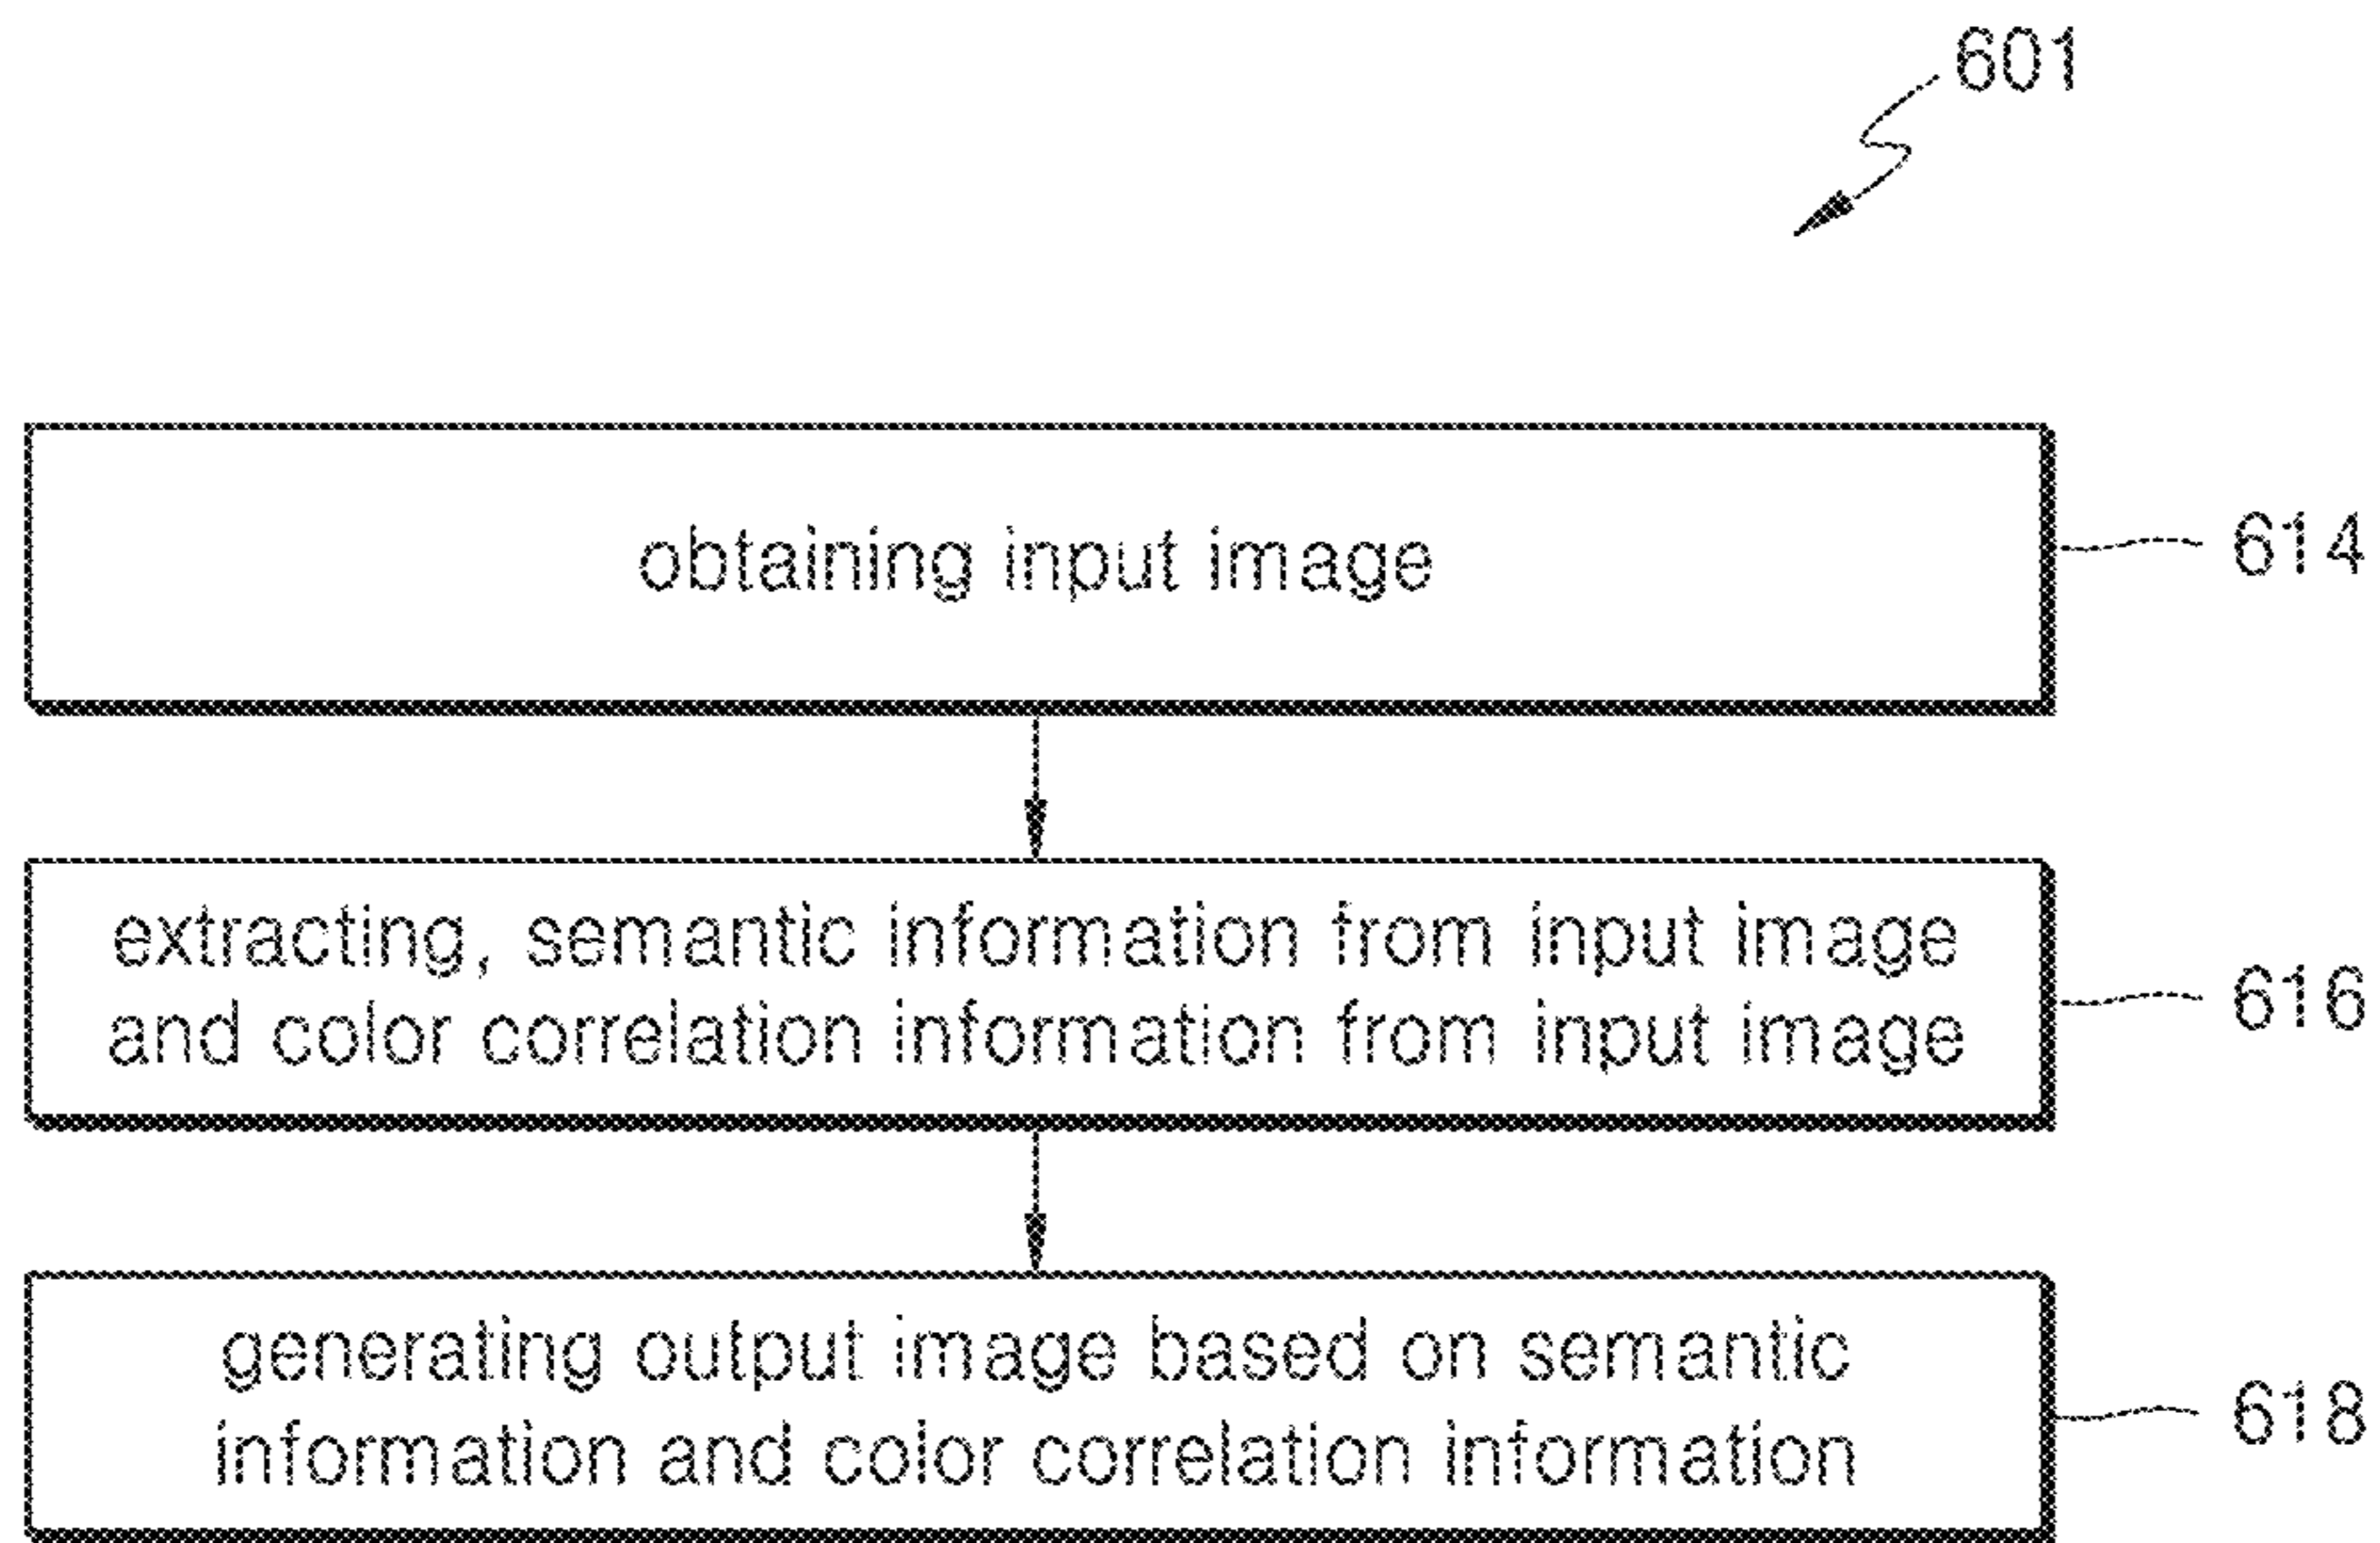 601
obtaining input image
614
extracting, semantic information from input image
and color correlation information from input image
616
generating output image based on semantic
information and color correlation information
618